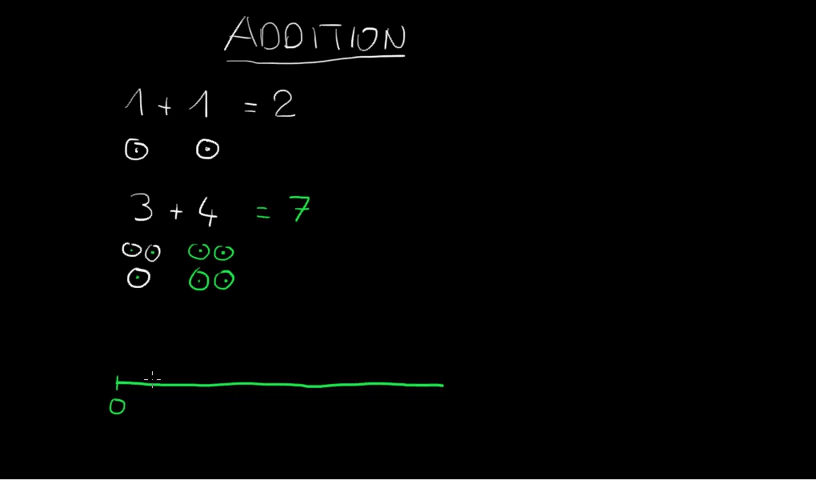 ADDITION
1 + 1 = 2
3 + 4 = 7
0